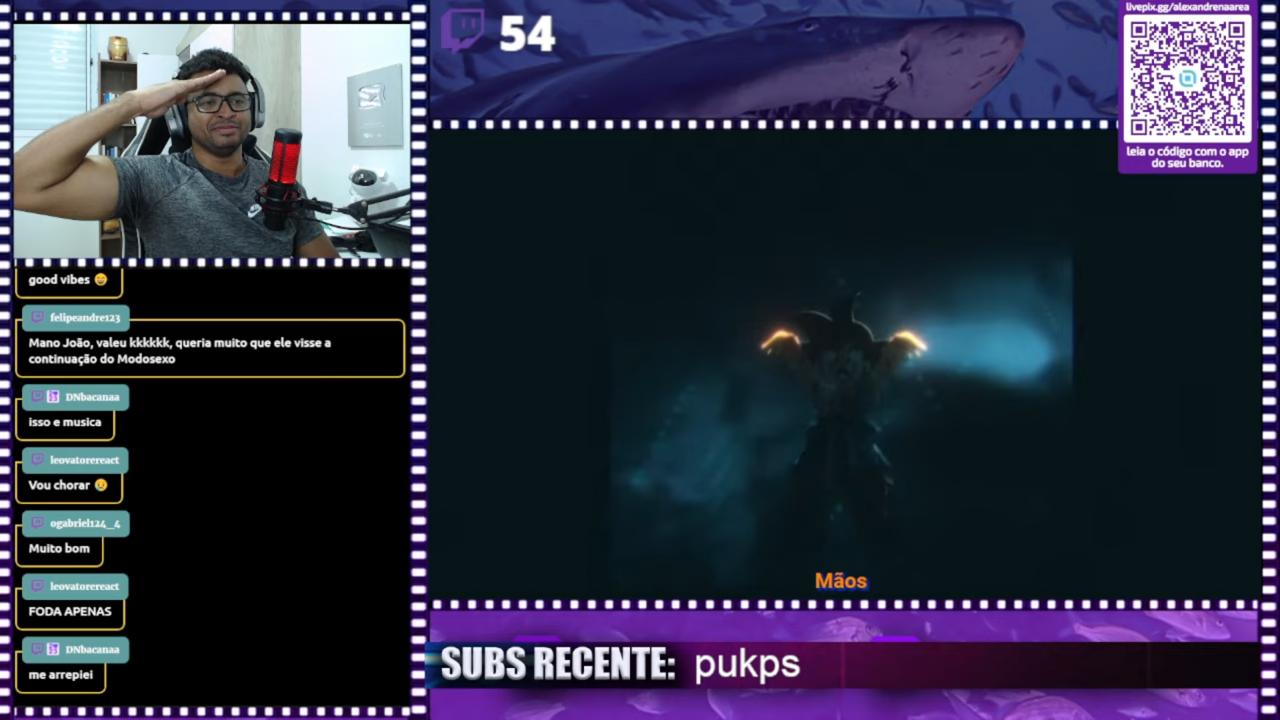 54
livepix.gg/alexandrenaarea
leia o código com o app
do seu banco.
good vibes
felipeandre123
Mano João, valeu kkkkkk, queria muito que ele visse a
continuação do Modosexo
DNbacanaa
isso e musica
leovatorereact
Vou chorar
ogabriel124_4
Muito bom
leovatorereact
FODA APENAS
DNbacanaa
me arrepiei
Mãos
SUBS RECENTE: pukps